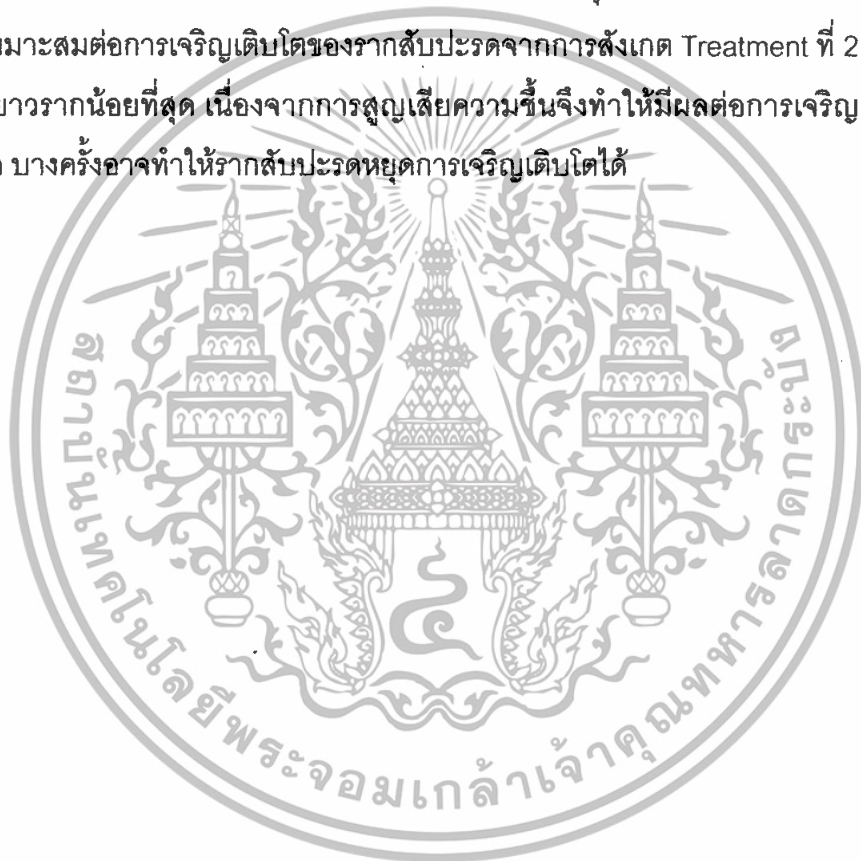 มาะสมต่อการเจริญเติบโตของรากสับปะรดจากการสังเกต Treatment ที่ 2
ยาวรากน้อยที่สุด เนื่องจากการสูญเสียความชื้นจึงทำให้มีผลต่อการเจริญ
บางครั้งอาจทำให้รากสับปะรดหยุดการเจริญเติบโตได้
สถาบันเทคโนโลยีพระจอมเกล้าเจ้าคุณทหารลาดกระบัง